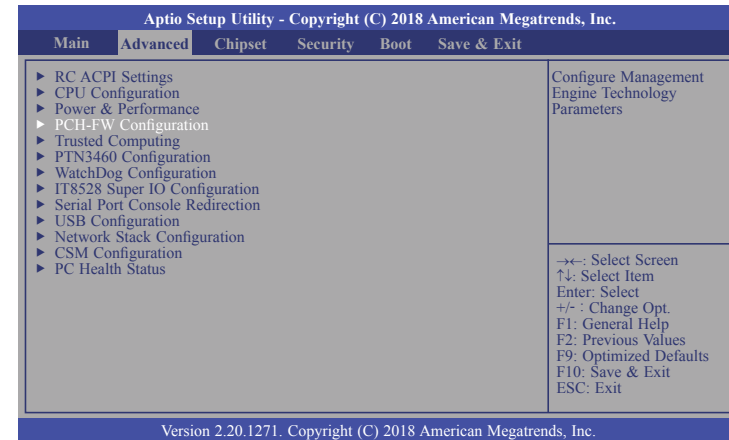 Aptio Setup Utility - Copyright (C) 2018 American Megatrends, Inc.
Main Advanced Chipset Security Boot Save & Exit
► RC ACPI Settings
► CPU Configuration
► Power & Performance
► PCH-FW Configuration
► Trusted Computing
► PTN3460 Configuration
► WatchDog Configuration
► IT8528 Super IO Configuration
► Serial Port Console Redirection
► USB Configuration
► Network Stack Configuration
► CSM Configuration
► PC Health Status
Configure Management
Engine Technology
Parameters
→←: Select Screen
↑↓: Select Item
Enter: Select
+/- : Change Opt.
F1: General Help
F2: Previous Values
F9: Optimized Defaults
F10: Save & Exit
ESC: Exit
Version 2.20.1271. Copyright (C) 2018 American Megatrends, Inc.